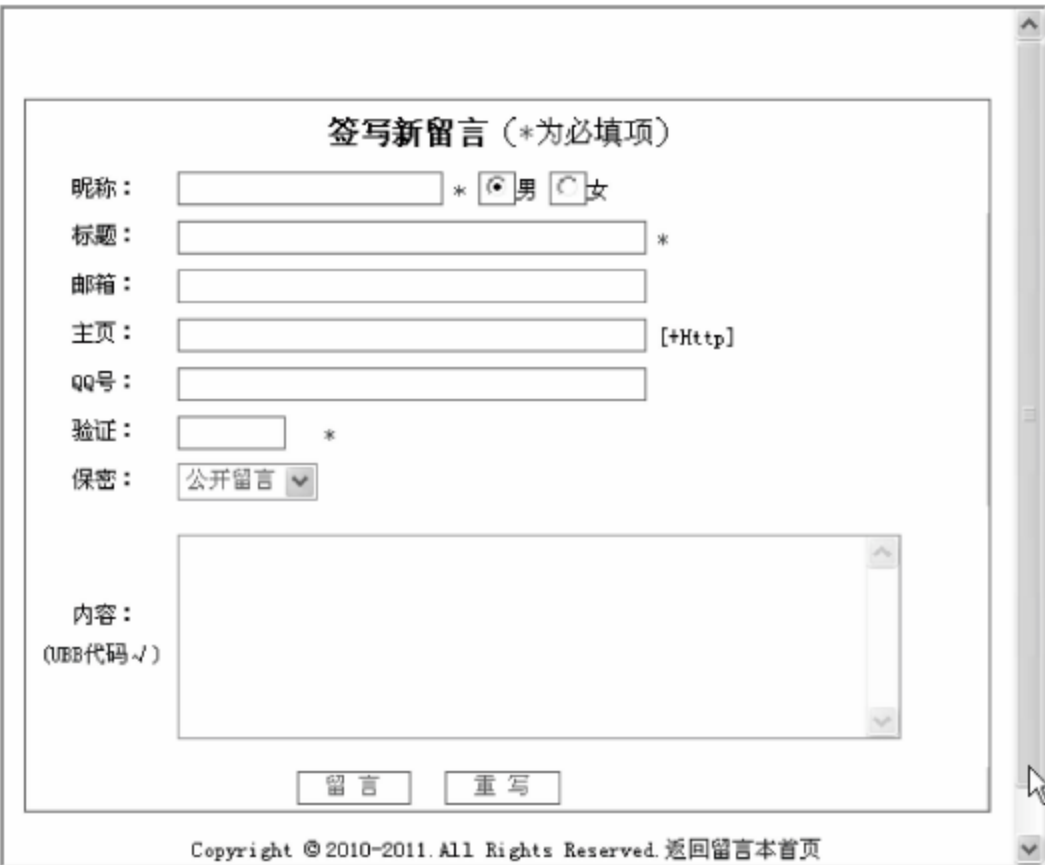 签写新留言（*为必填项）
昵称： * 男 女
标题： *
邮箱：
主页： [+Http]
QQ号：
验证： *
保密： 公开留言
内容：
(UBB代码√)
留 言 重 写
Copyright ©2010-2011.All Rights Reserved.返回留言本首页